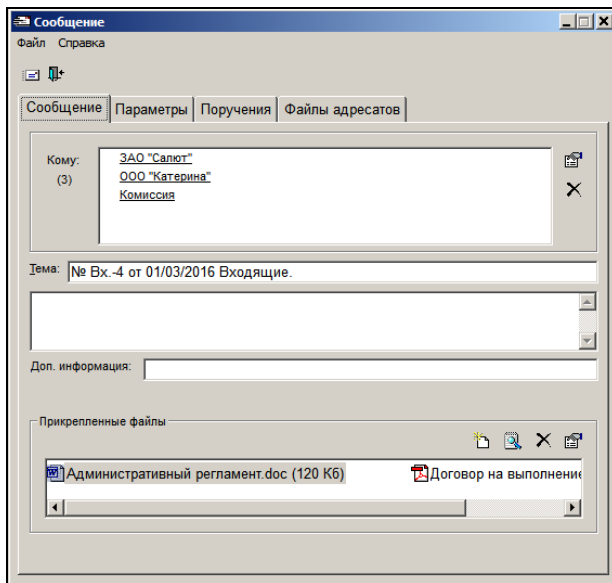 Сообщение
Файл Справка
Сообщение Параметры Поручения Файлы адресатов
Кому:
(3)
ЗАО "Салют"
ООО "Катерина"
Комиссия
Тема: № Вх.-4 от 01/03/2016 Входящие.
Доп. информация:
Прикрепленные файлы
Административный регламент.doc (120 Кб) Договор на выполнение